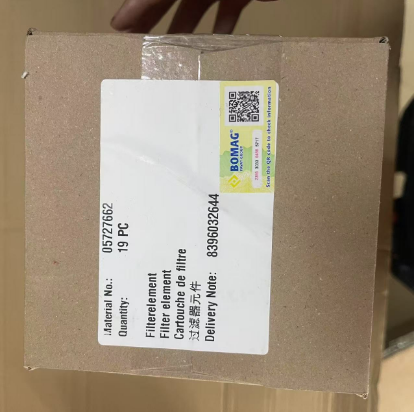 Material No.: 05727662
Quantity: 19 PC
Filterelement
Filter element
Cartouche de filtre
过滤器元件
Delivery Note: 8396032644
BOMAG
Scan the QR code to check information